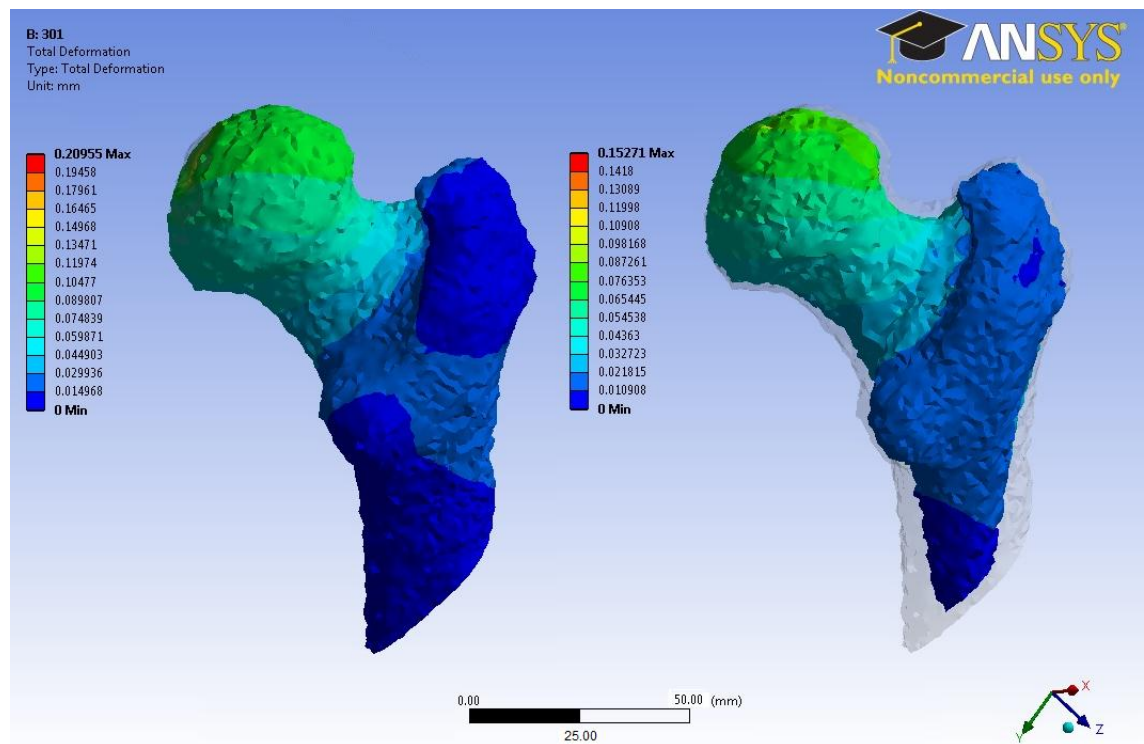 B: 301
Total Deformation
Type: Total Deformation
Unit: mm
ANSYS
Noncommercial use only
0.20955 Max
0.19458
0.17961
0.16465
0.14968
0.13471
0.11974
0.10477
0.089807
0.074839
0.059871
0.044903
0.029936
0.014968
0 Min
0.15271 Max
0.1418
0.13089
0.11998
0.10908
0.098168
0.087261
0.076353
0.065445
0.054538
0.04363
0.032723
0.021815
0.010908
0 Min
0.00
50.00 (mm)
25.00
X
Y
Z